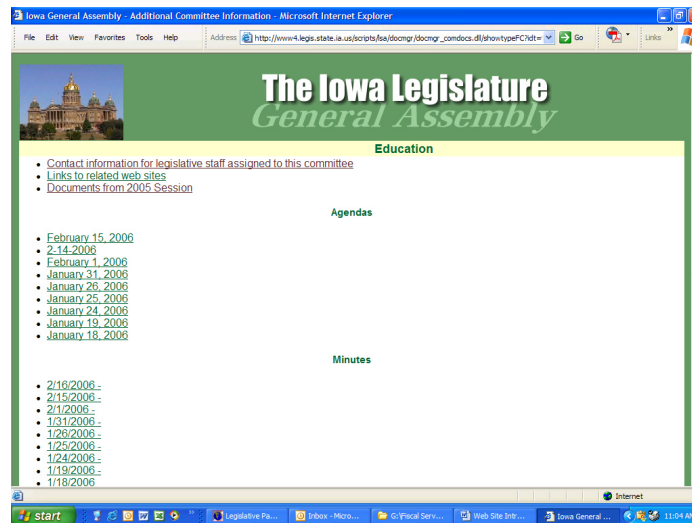 Iowa General Assembly - Additional Committee Information - Microsoft Internet Explorer
File Edit View Favorites Tools Help Address http://www4.legis.state.ia.us/scripts/lsa/docmgr/docmgr_comdocs.dll/showtypeFC?idt= Go Links »
The Iowa Legislature
General Assembly
Education
Contact information for legislative staff assigned to this committee
Links to related web sites
Documents from 2005 Session
Agendas
February 15, 2006
2-14-2006
February 1, 2006
January 31, 2006
January 26, 2006
January 25, 2006
January 24, 2006
January 19, 2006
January 18, 2006
Minutes
2/16/2006 -
2/15/2006 -
2/1/2006 -
1/31/2006 -
1/26/2006 -
1/25/2006 -
1/24/2006 -
1/19/2006 -
1/18/2006
Internet
start » Legislative Pa... Inbox - Micro... G:\Fiscal Serv... Web Site Intr... Iowa General ... 11:04 AM